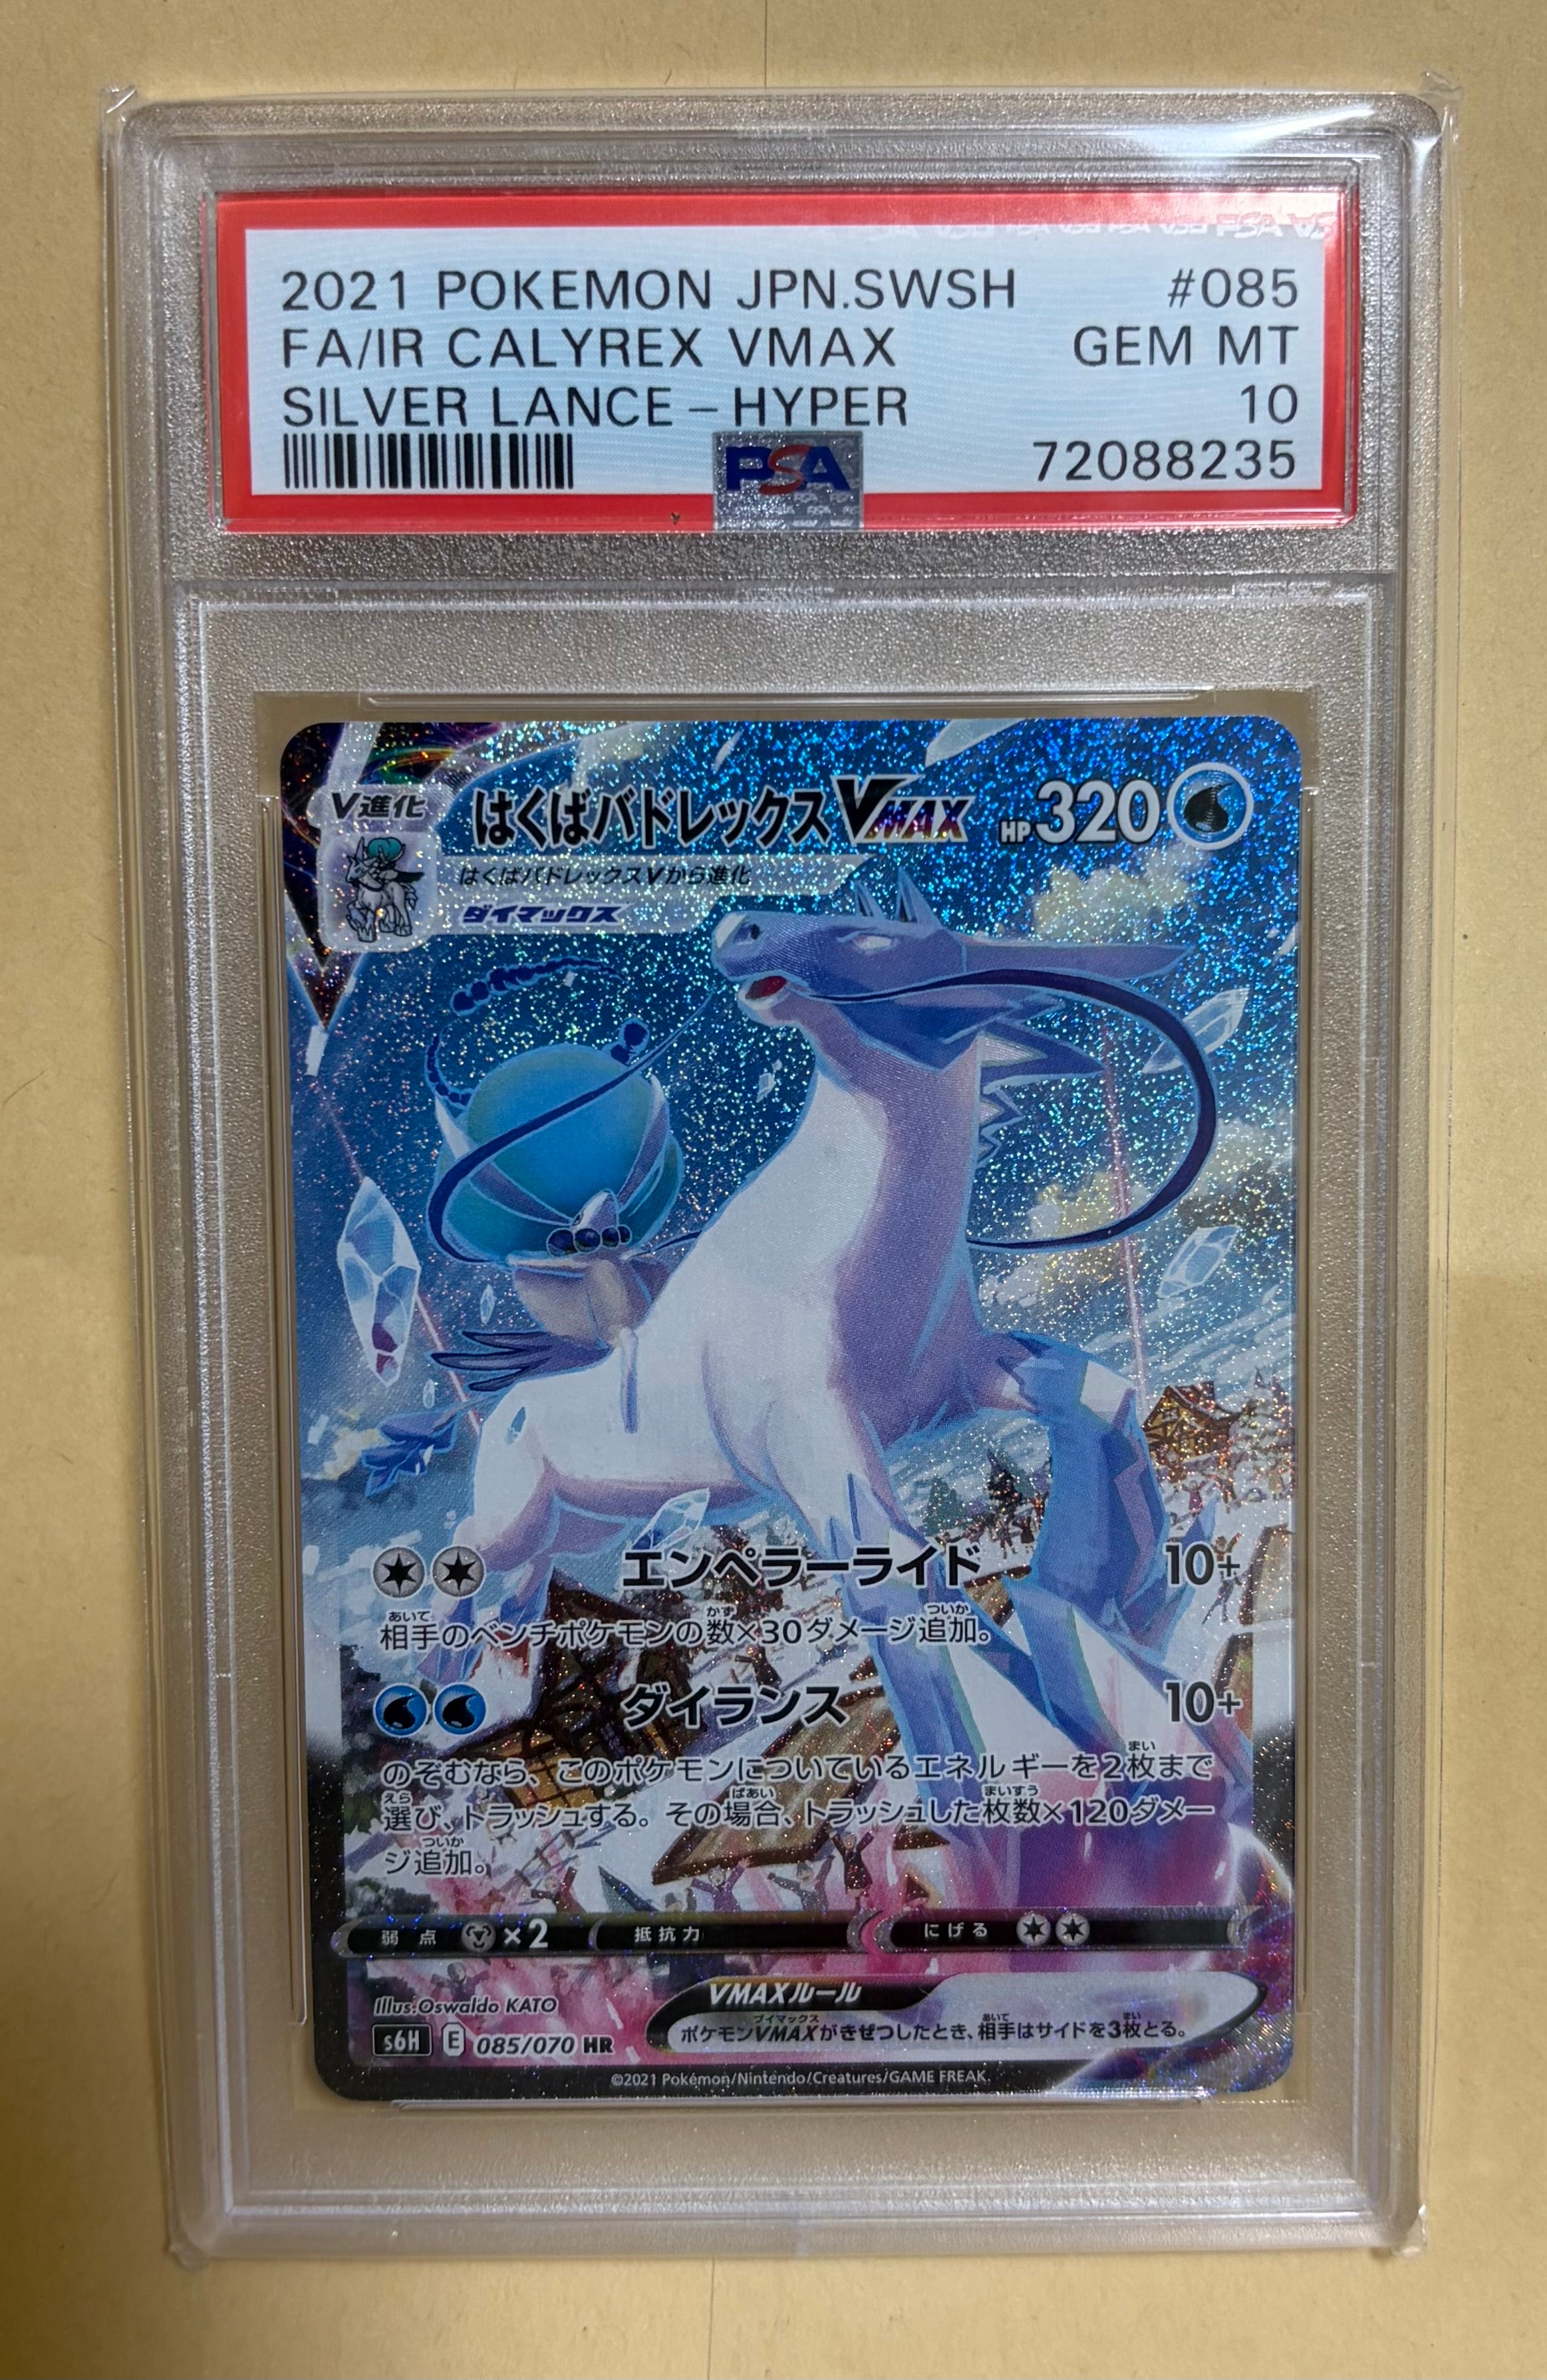 2021 POKEMON JPN.SWSH #085
FA/IR CALYREX VMAX GEM MT
SILVER LANCE – HYPER 10
PSA 72088235
V進化
はくばバドレックスVMAX HP320
はくばバドレックスVから進化
ダイマックス
エンペラーライド 10+
相手のベンチポケモンの数×30ダメージ追加。
ダイランス 10+
のぞむなら、このポケモンについているエネルギーを2枚まで
選び、トラッシュする。その場合、トラッシュした枚数×120ダメー
ジ追加。
弱点 ×2 抵抗力 にげる
Illus.Oswaldo KATO
VMAXルール
ポケモンVMAXがきぜつしたとき、相手はサイドを3枚とる。
s6H E 085/070 HR
©2021 Pokémon/Nintendo/Creatures/GAME FREAK.